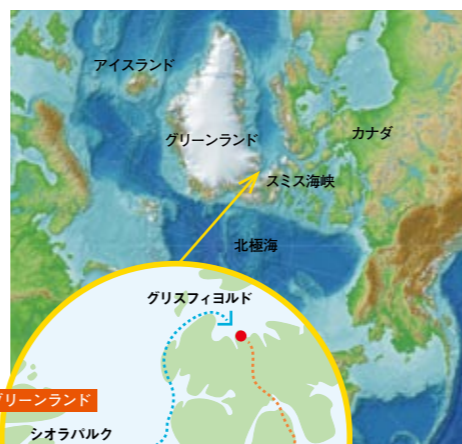 アイスランド
グリーンランド
カナダ
スミス海峡
北極海
グリスフィヨルド
グリーンランド
シオラパルク